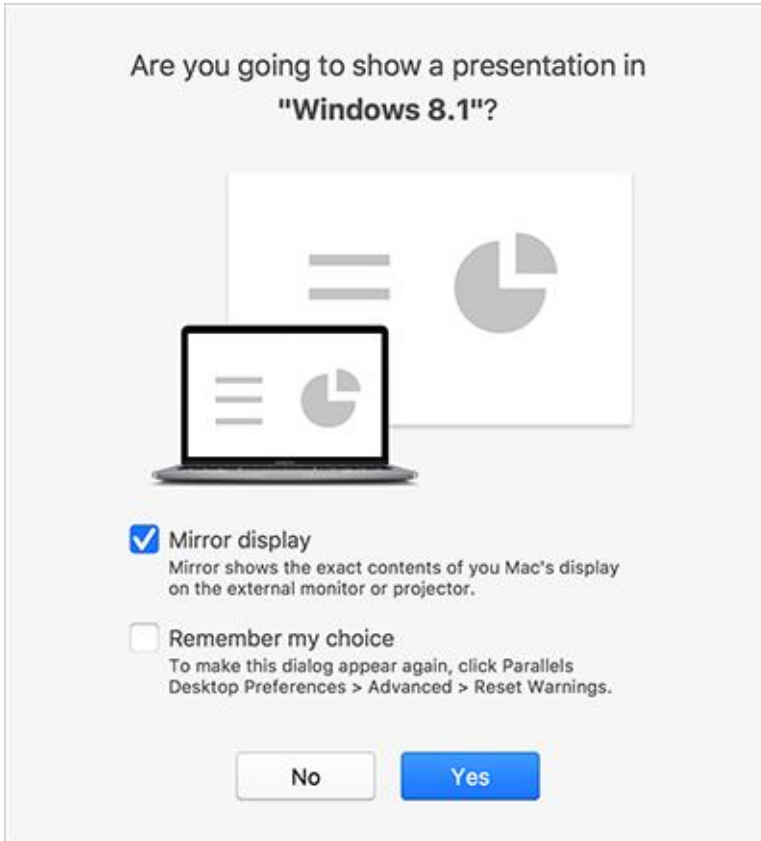 Are you going to show a presentation in
"Windows 8.1"?
Mirror display
Mirror shows the exact contents of you Mac's display
on the external monitor or projector.
Remember my choice
To make this dialog appear again, click Parallels
Desktop Preferences > Advanced > Reset Warnings.
No
Yes